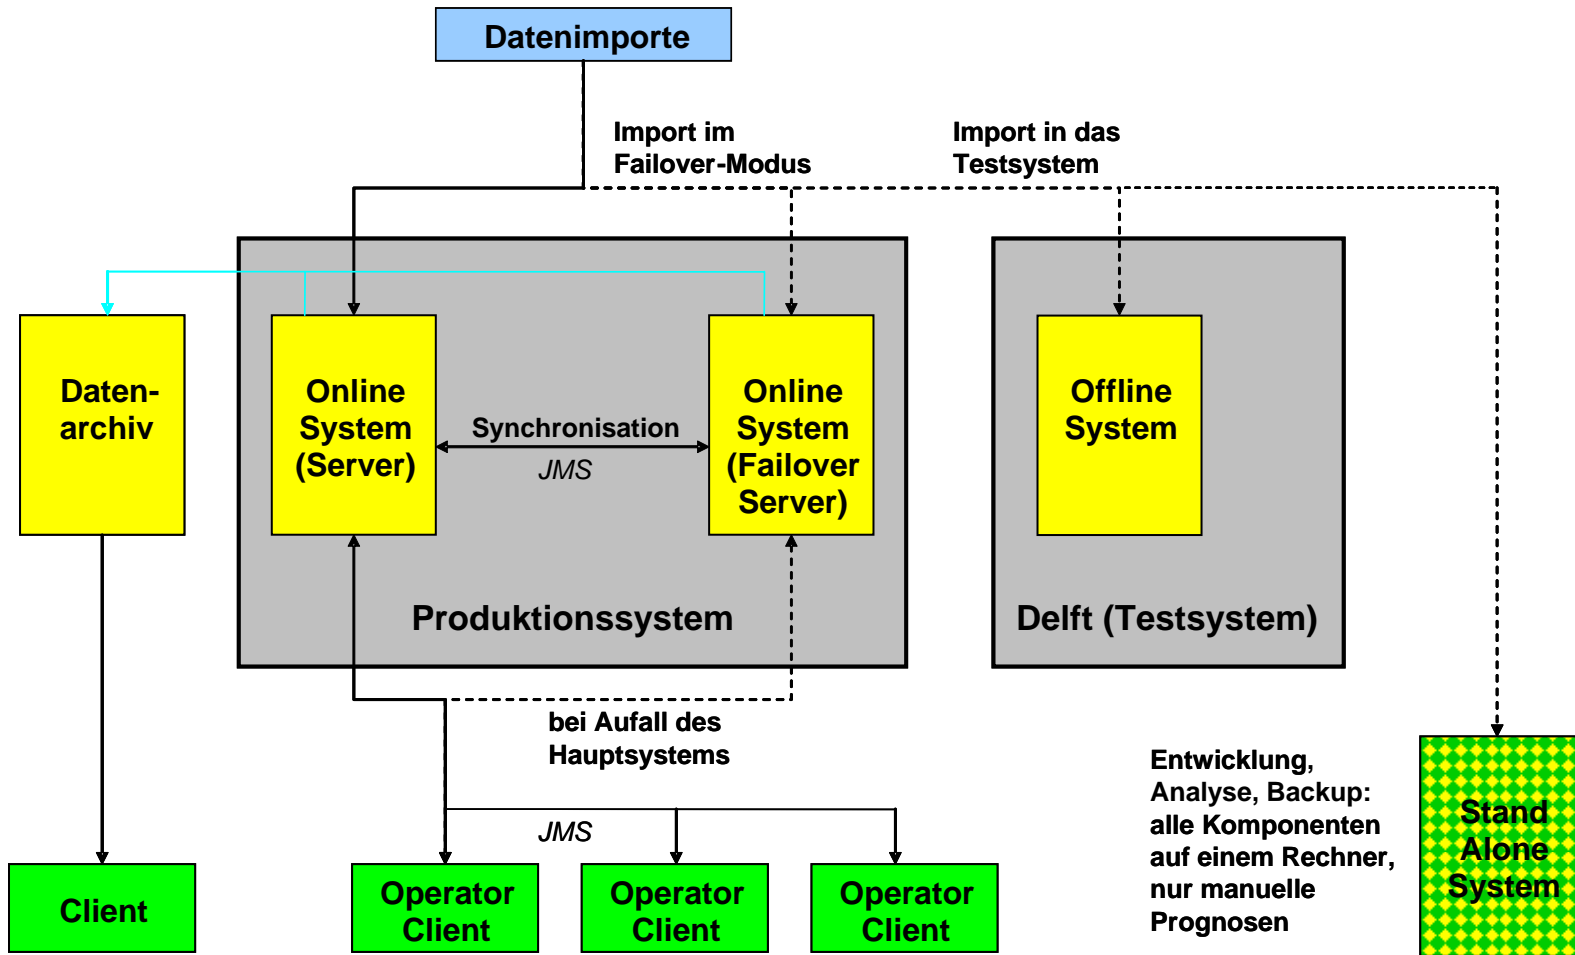 Datenimporte
Import im
Failover-Modus
Import in das
Testsystem
Daten-
archiv
Online
System
(Server)
Synchronisation
JMS
Online
System
(Failover
Server)
Offline
System
Produktionssystem
Delft (Testsystem)
bei Aufall des
Hauptsystems
JMS
Entwicklung,
Analyse, Backup:
alle Komponenten
auf einem Rechner,
nur manuelle
Prognosen
Stand
Alone
System
Client
Operator
Client
Operator
Client
Operator
Client